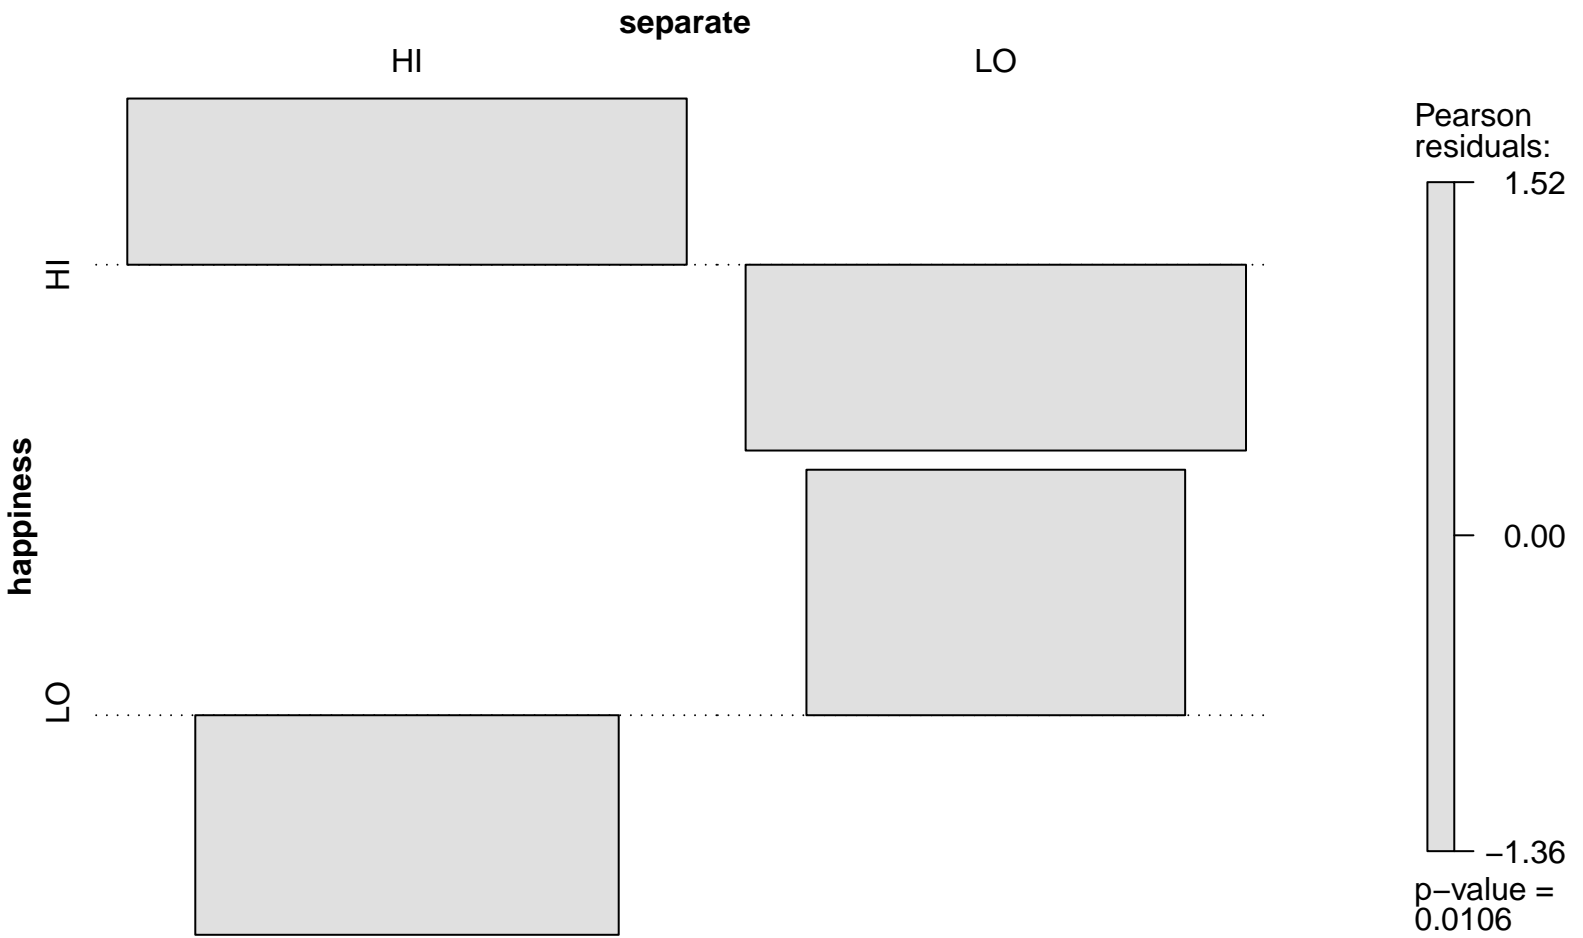 separate
HI LO
Pearson
residuals:
1.52
HI
happiness
0.00
LO
−1.36
p−value =
0.0106